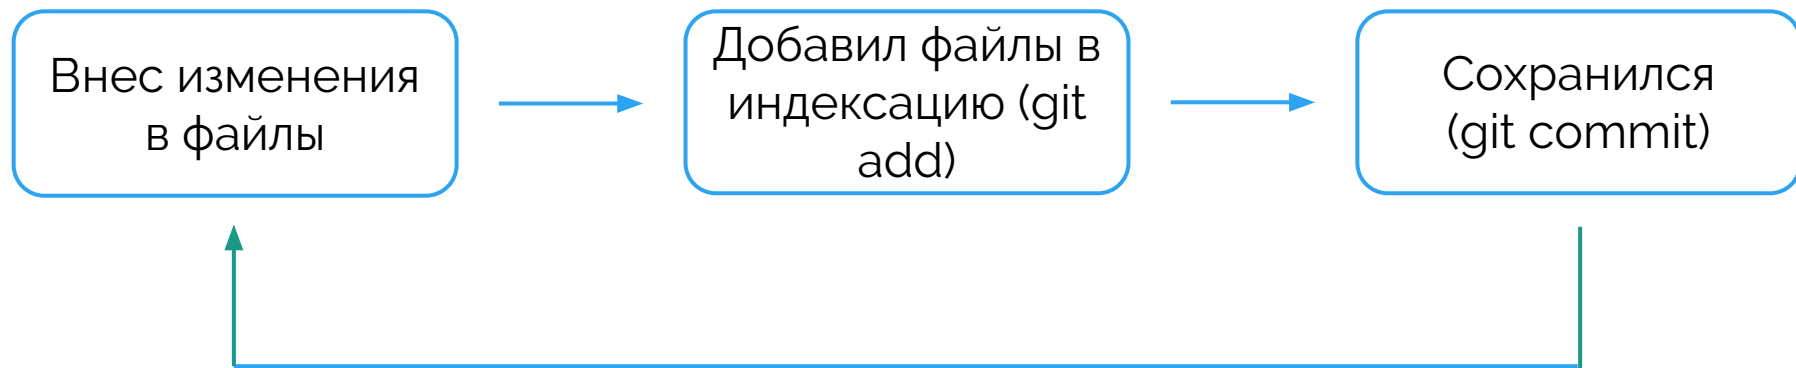 Внес изменения
в файлы
Добавил файлы в
индексацию (git
add)
Сохранился
(git commit)